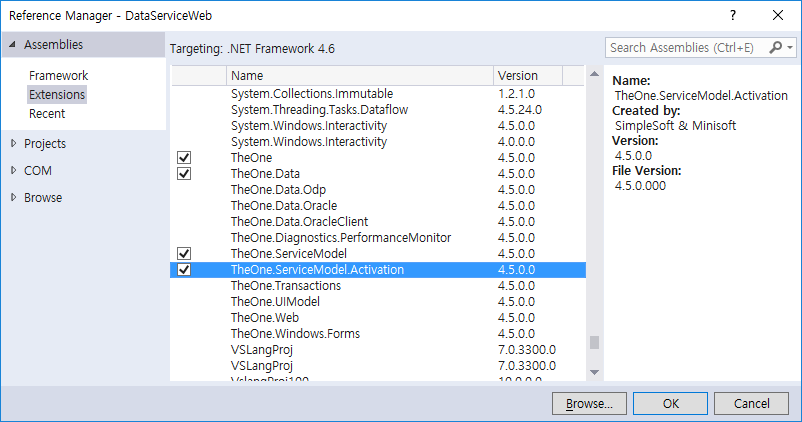 Reference Manager - DataServiceWeb
Assemblies
Framework
Extensions
Recent
Projects
COM
Browse
Targeting: .NET Framework 4.6
Name Version
System.Collections.Immutable 1.2.1.0
System.Threading.Tasks.Dataflow 4.5.24.0
System.Windows.Interactivity 4.5.0.0
System.Windows.Interactivity 4.0.0.0
TheOne 4.5.0.0
TheOne.Data 4.5.0.0
TheOne.Data.Odp 4.5.0.0
TheOne.Data.Oracle 4.5.0.0
TheOne.Data.OracleClient 4.5.0.0
TheOne.Diagnostics.PerformanceMonitor 4.5.0.0
TheOne.ServiceModel 4.5.0.0
TheOne.ServiceModel.Activation 4.5.0.0
TheOne.Transactions 4.5.0.0
TheOne.UIModel 4.5.0.0
TheOne.Web 4.5.0.0
TheOne.Windows.Forms 4.5.0.0
VSLangProj 7.0.3300.0
VSLangProj 7.0.3300.0
VslangProj100 10.0.0.0
Search Assemblies (Ctrl+E)
Name:
TheOne.ServiceModel.Activation
Created by:
SimpleSoft & Minisoft
Version:
4.5.0.0
File Version:
4.5.0.000
Browse... OK Cancel